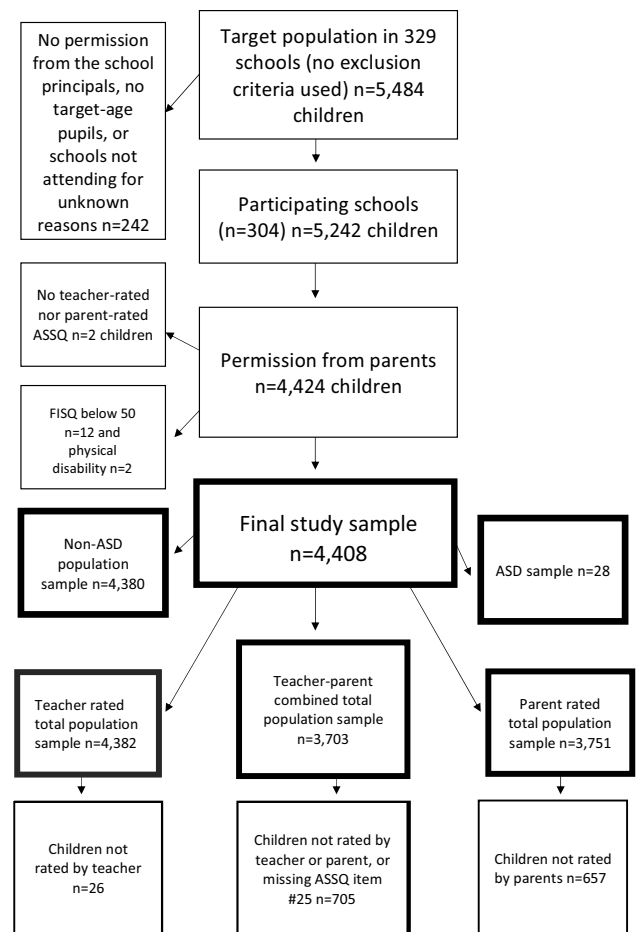 No permission
from the school
principals, no
target-age
pupils, or
schools not
attending for
unknown
reasons n=242
Target population in 329
schools (no exclusion
criteria used) n=5,484
children
Participating schools
(n=304) n=5,242 children
No teacher-rated
nor parent-rated
ASSQ n=2 children
Permission from parents
n=4,424 children
FISQ below 50
n=12 and
physical
disability n=2
Final study sample
n=4,408
Non-ASD
population
sample n=4,380
ASD sample n=28
Teacher rated
total population
sample n=4,382
Teacher-parent
combined total
population sample
n=3,703
Parent rated
total population
sample n=3,751
Children not
rated by teacher
n=26
Children not rated by
teacher or parent, or
missing ASSQ item
#25 n=705
Children not rated
by parents n=657